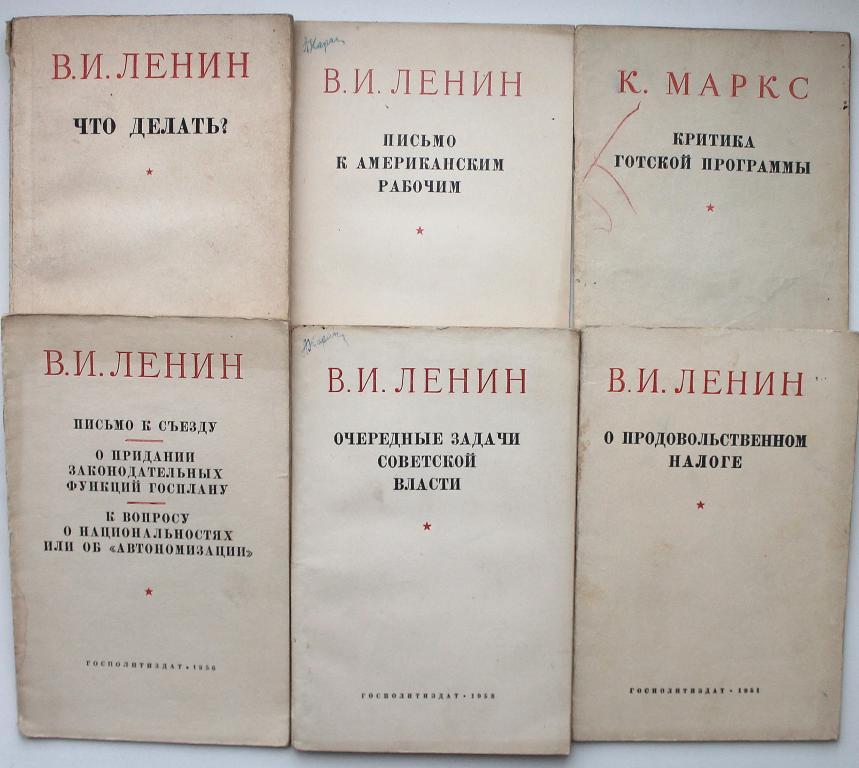 В.И. ЛЕНИН
ЧТО ДЕЛАТЬ?
В.И. ЛЕНИН
ПИСЬМО
К АМЕРИКАНСКИМ
РАБОЧИМ
К. МАРКС
КРИТИКА
ГОТСКОЙ ПРОГРАММЫ
В.И. ЛЕНИН
ПИСЬМО К СЪЕЗДУ
О ПРИДАНИИ
ЗАКОНОДАТЕЛЬНЫХ
ФУНКЦИЙ ГОСПЛАНУ
К ВОПРОСУ
О НАЦИОНАЛЬНОСТЯХ
ИЛИ ОБ «АВТОНОМИЗАЦИИ»
ГОСПОЛИТИЗДАТ • 1956
В.И. ЛЕНИН
ОЧЕРЕДНЫЕ ЗАДАЧИ
СОВЕТСКОЙ
ВЛАСТИ
ГОСПОЛИТИЗДАТ • 1958
В.И. ЛЕНИН
О ПРОДОВОЛЬСТВЕННОМ
НАЛОГЕ
ГОСПОЛИТИЗДАТ • 1951